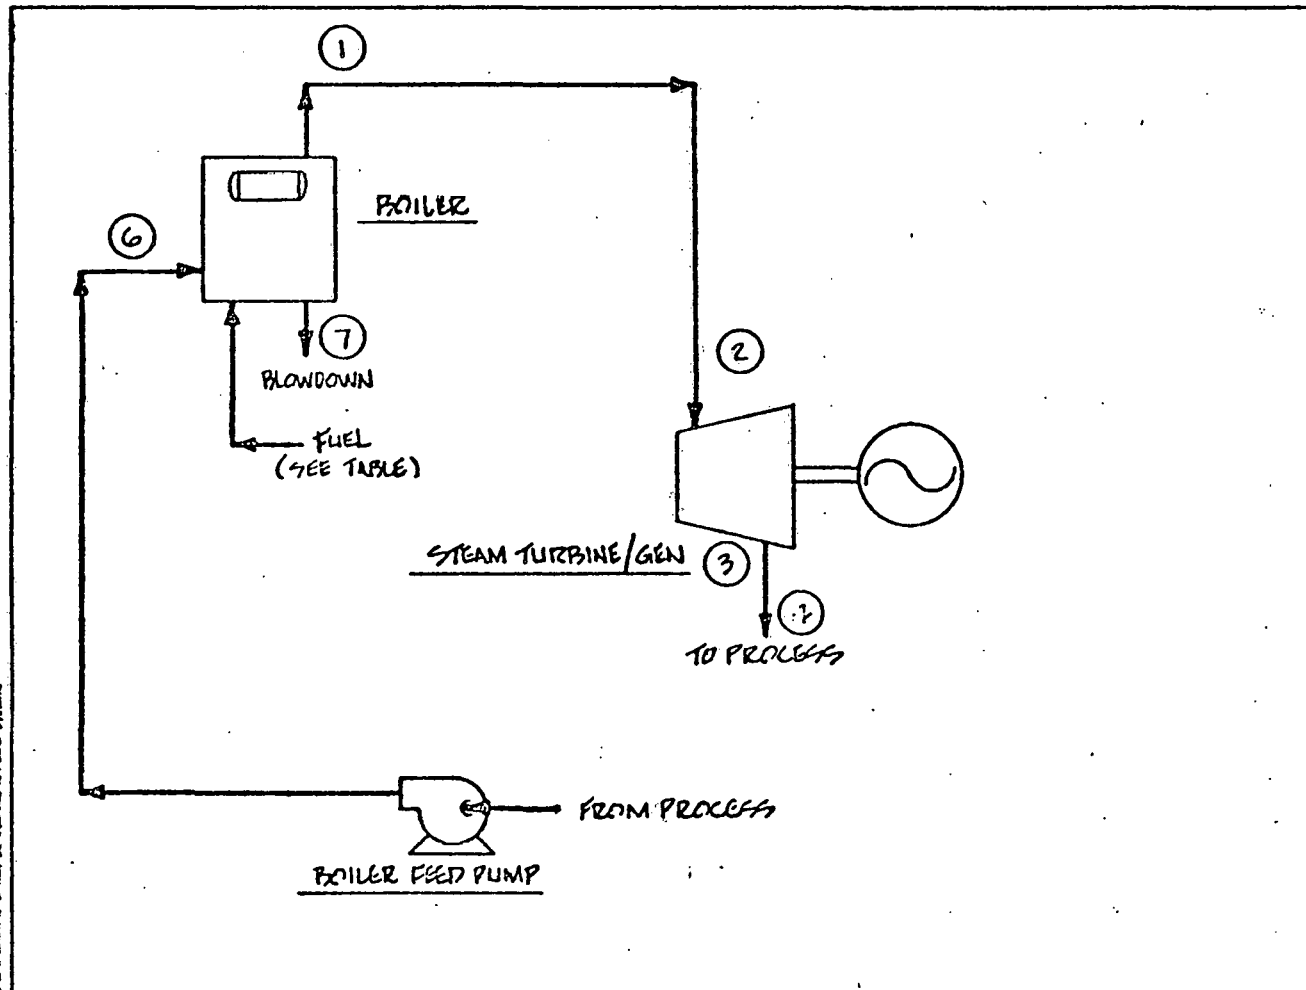 1
BOILER
6
7
BLOWDOWN
2
FUEL
(SEE TABLE)
STEAM TURBINE/GEN
3
TO PROCESS
FROM PROCESS
BOILER FEED PUMP